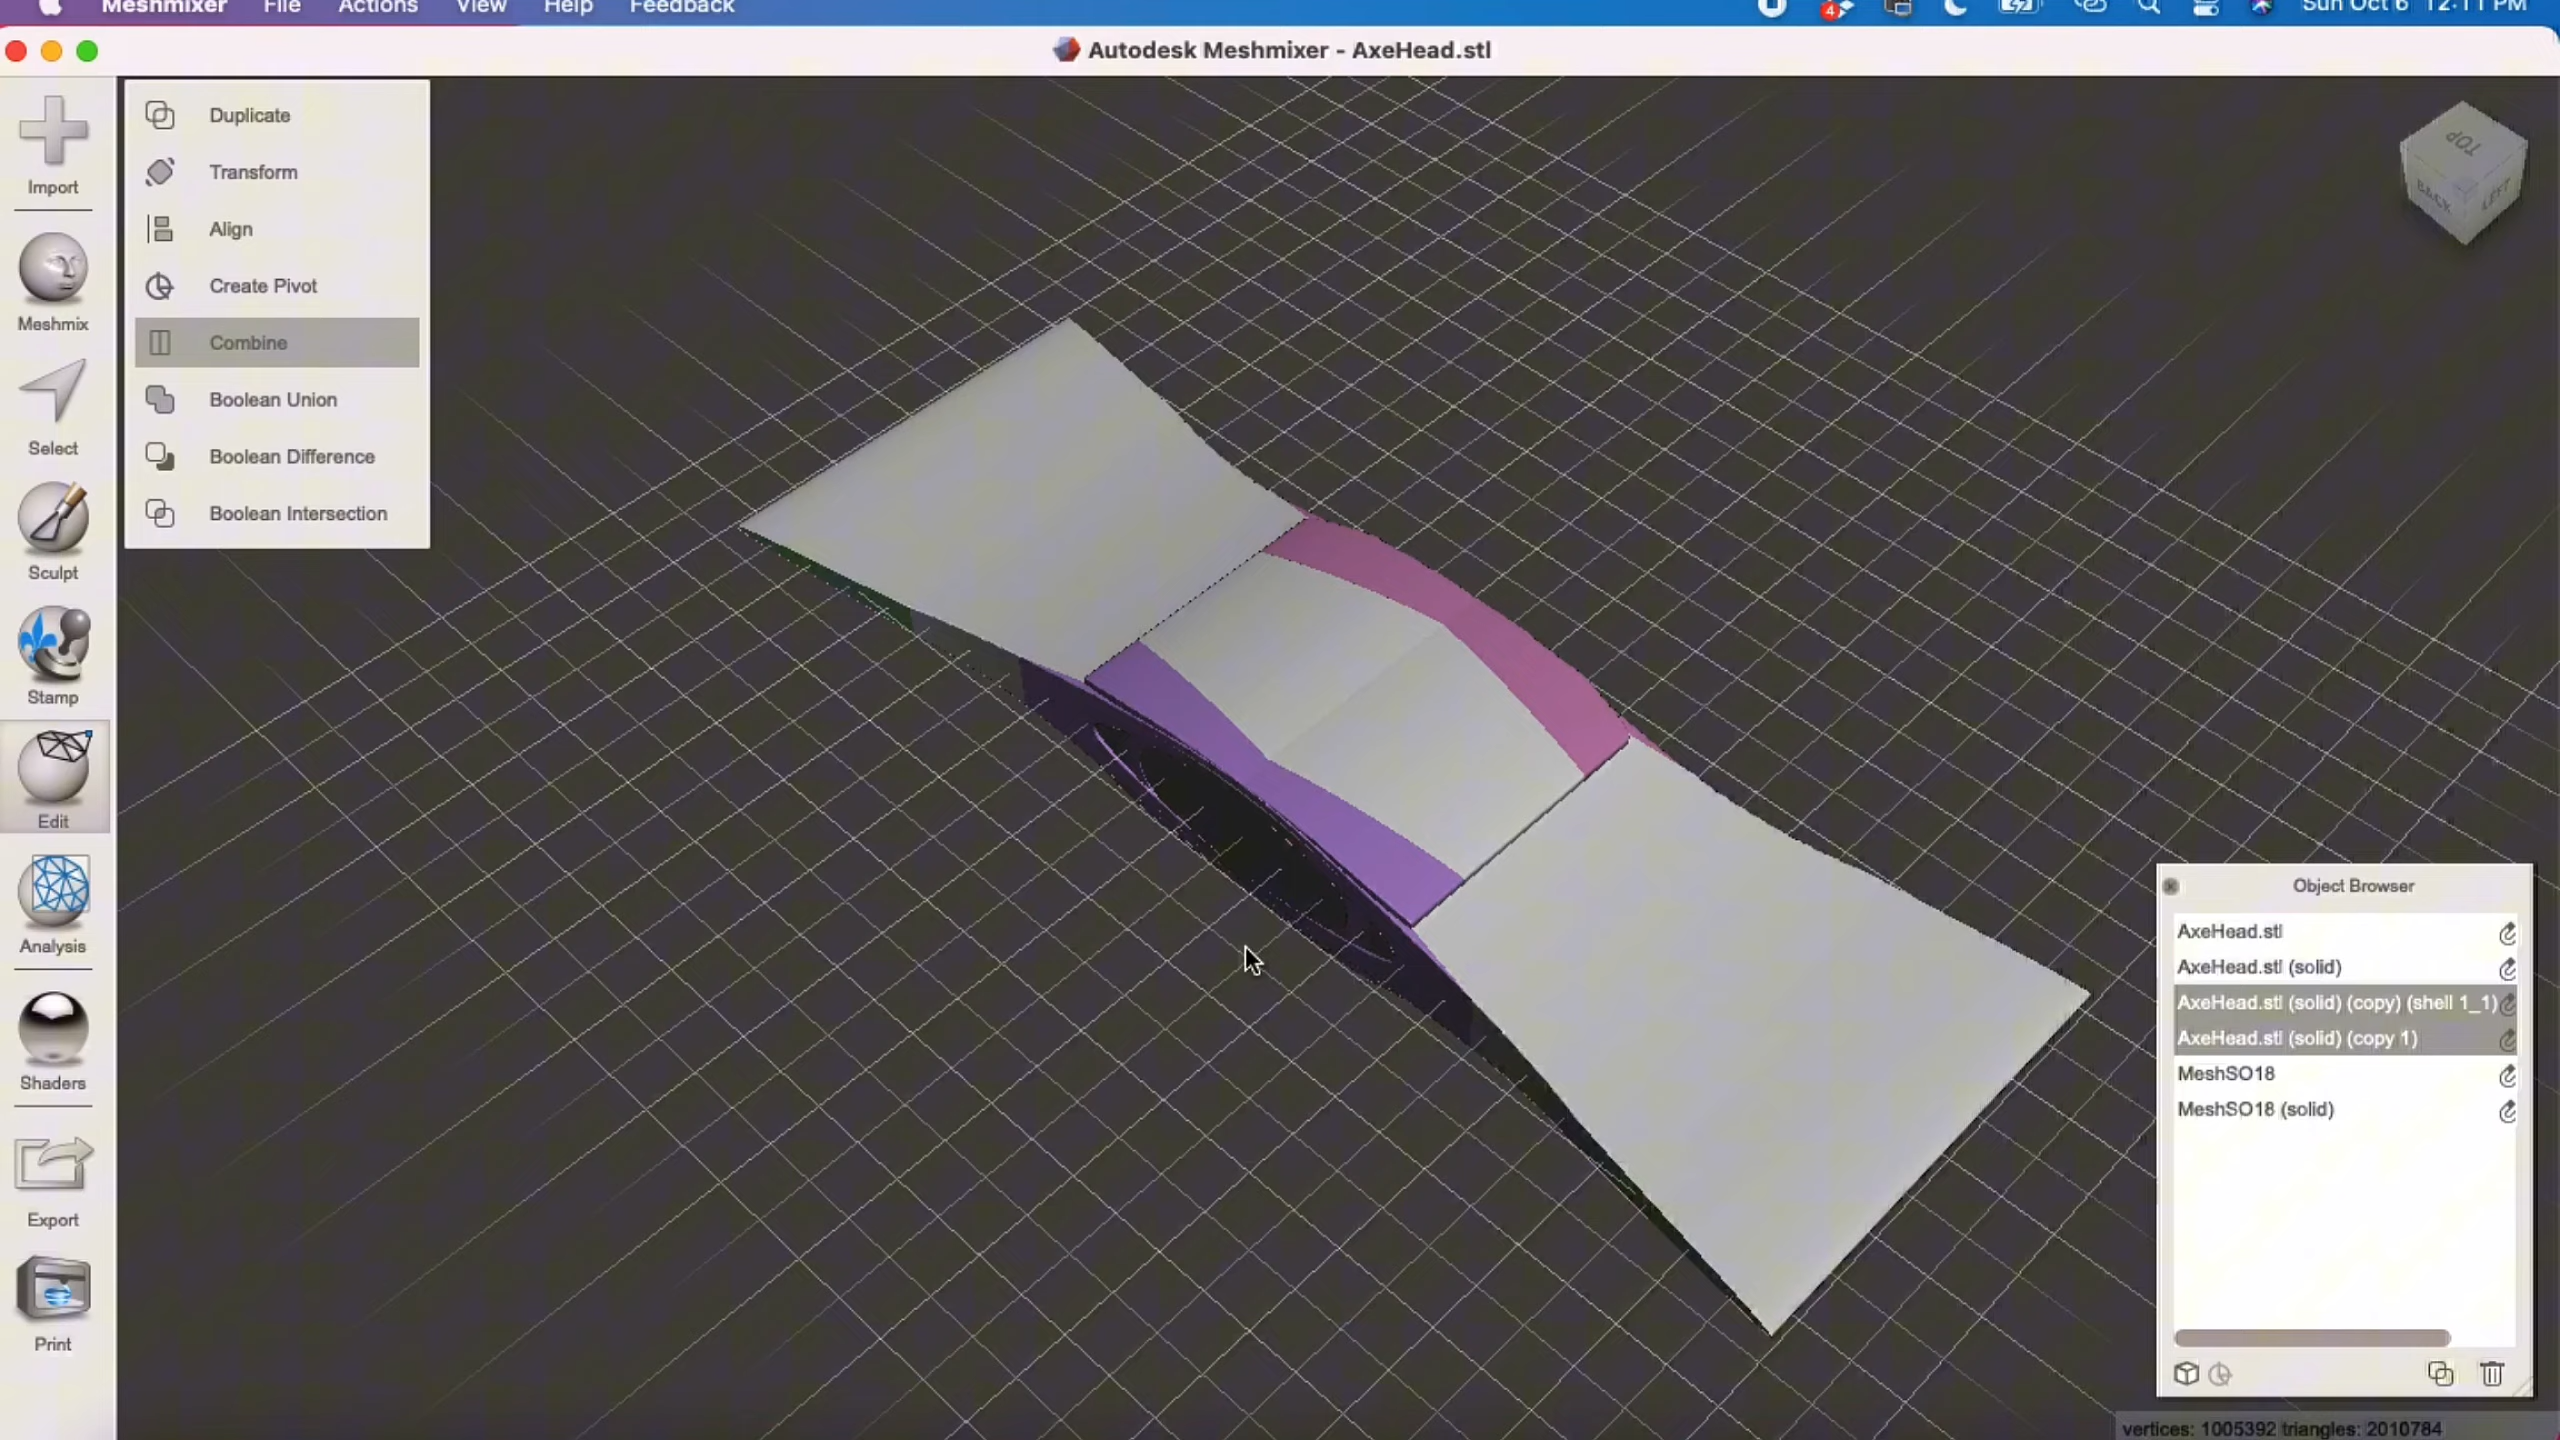 Meshmixer File Actions View Help Feedback
4
Sun Oct 6 12:11 PM
Autodesk Meshmixer - AxeHead.stl
Import
Meshmix
Select
Sculpt
Stamp
Edit
Analysis
Shaders
Export
Print
Duplicate
Transform
Align
Create Pivot
Combine
Boolean Union
Boolean Difference
Boolean Intersection
TOP
BACK
LEFT
Object Browser
AxeHead.stl
AxeHead.stl (solid)
AxeHead.stl (solid) (copy) (shell 1_1)
AxeHead.stl (solid) (copy 1)
MeshSO18
MeshSO18 (solid)
vertices: 1005392 triangles: 2010784